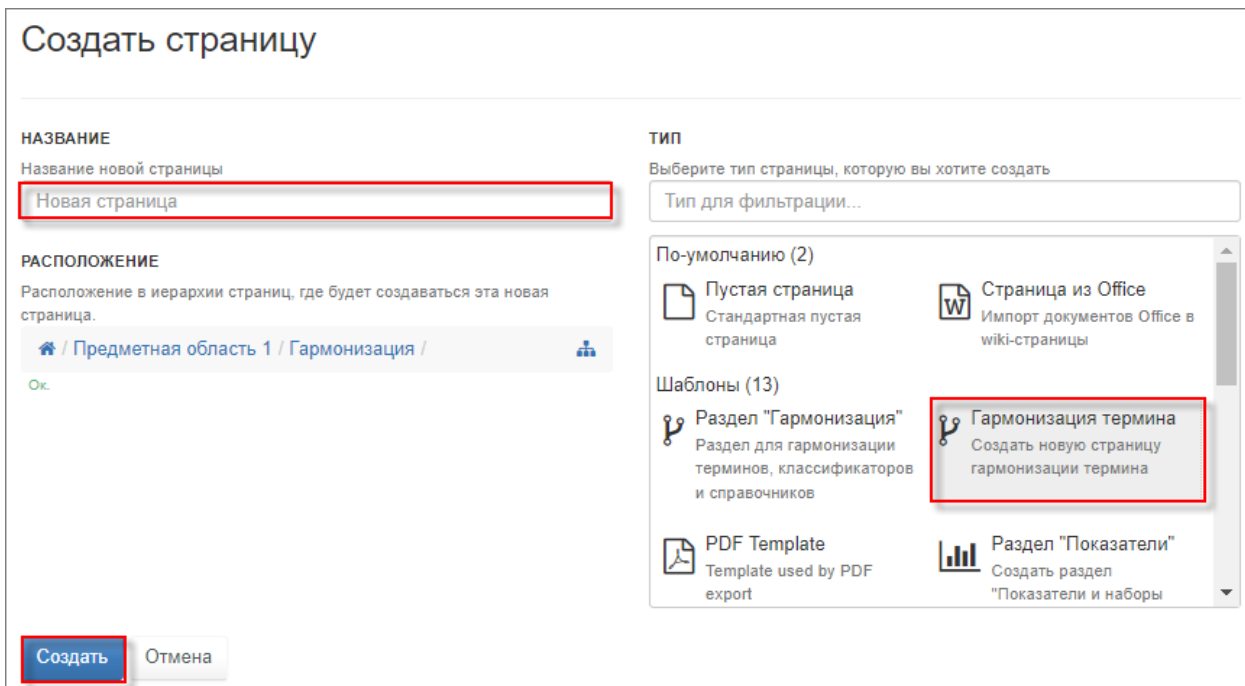 Создать страницу
НАЗВАНИЕ
Название новой страницы
Новая страница
РАСПОЛОЖЕНИЕ
Расположение в иерархии страниц, где будет создаваться эта новая
страница.
/ Предметная область 1 / Гармонизация /
Ок.
ТИП
Выберите тип страницы, которую вы хотите создать
Тип для фильтрации...
По-умолчанию (2)
Пустая страница
Стандартная пустая
страница
Страница из Office
Импорт документов Office в
wiki-страницы
Шаблоны (13)
Раздел "Гармонизация"
Раздел для гармонизации
терминов, классификаторов
и справочников
Гармонизация термина
Создать новую страницу
гармонизации термина
PDF Template
Template used by PDF
export
Раздел "Показатели"
Создать раздел
"Показатели и наборы
Создать
Отмена